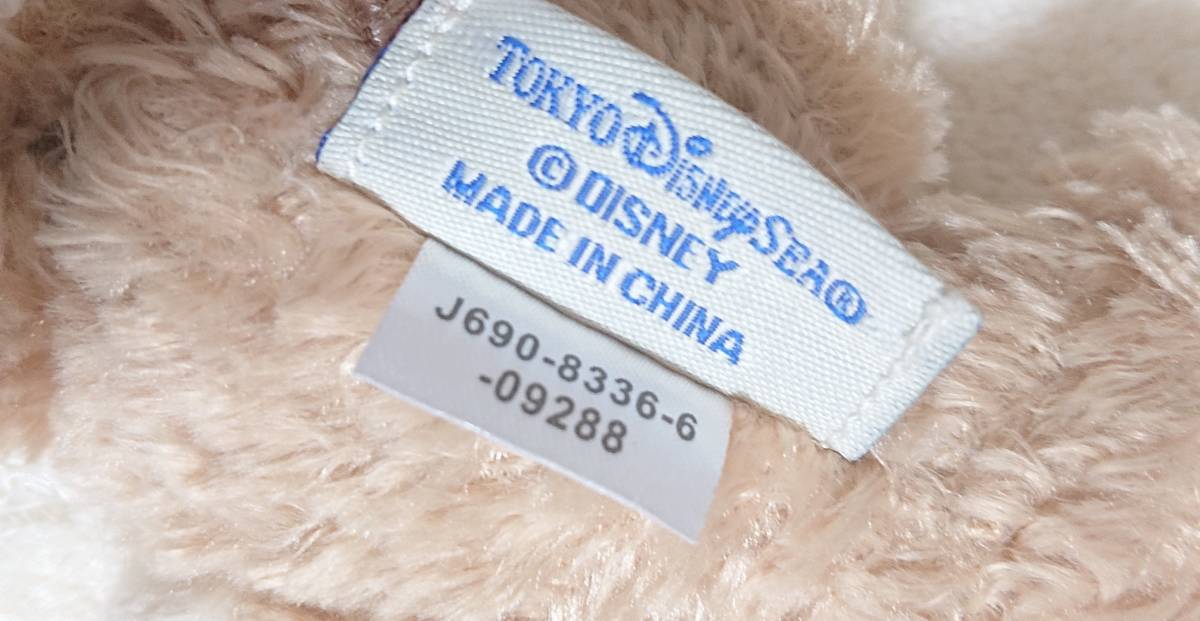 TOKYO DisneySEA®
© DISNEY
MADE IN CHINA
J690-8336-6
-09288